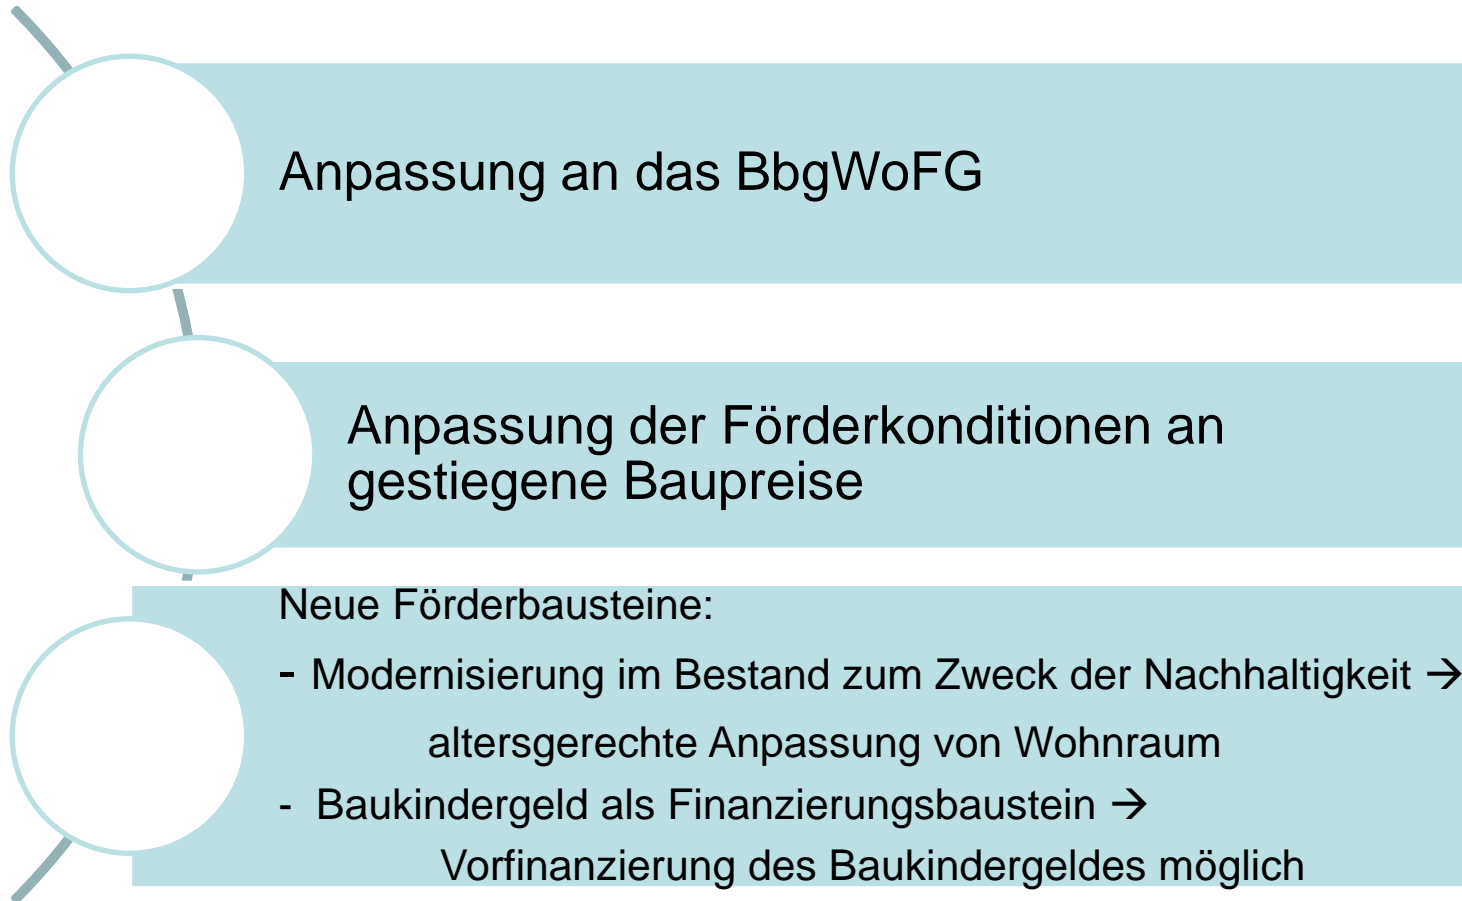 Anpassung an das BbgWoFG
Anpassung der Förderkonditionen an
gestiegene Baupreise
Neue Förderbausteine:
- Modernisierung im Bestand zum Zweck der Nachhaltigkeit →
altersgerechte Anpassung von Wohnraum
- Baukindergeld als Finanzierungsbaustein →
Vorfinanzierung des Baukindergeldes möglich